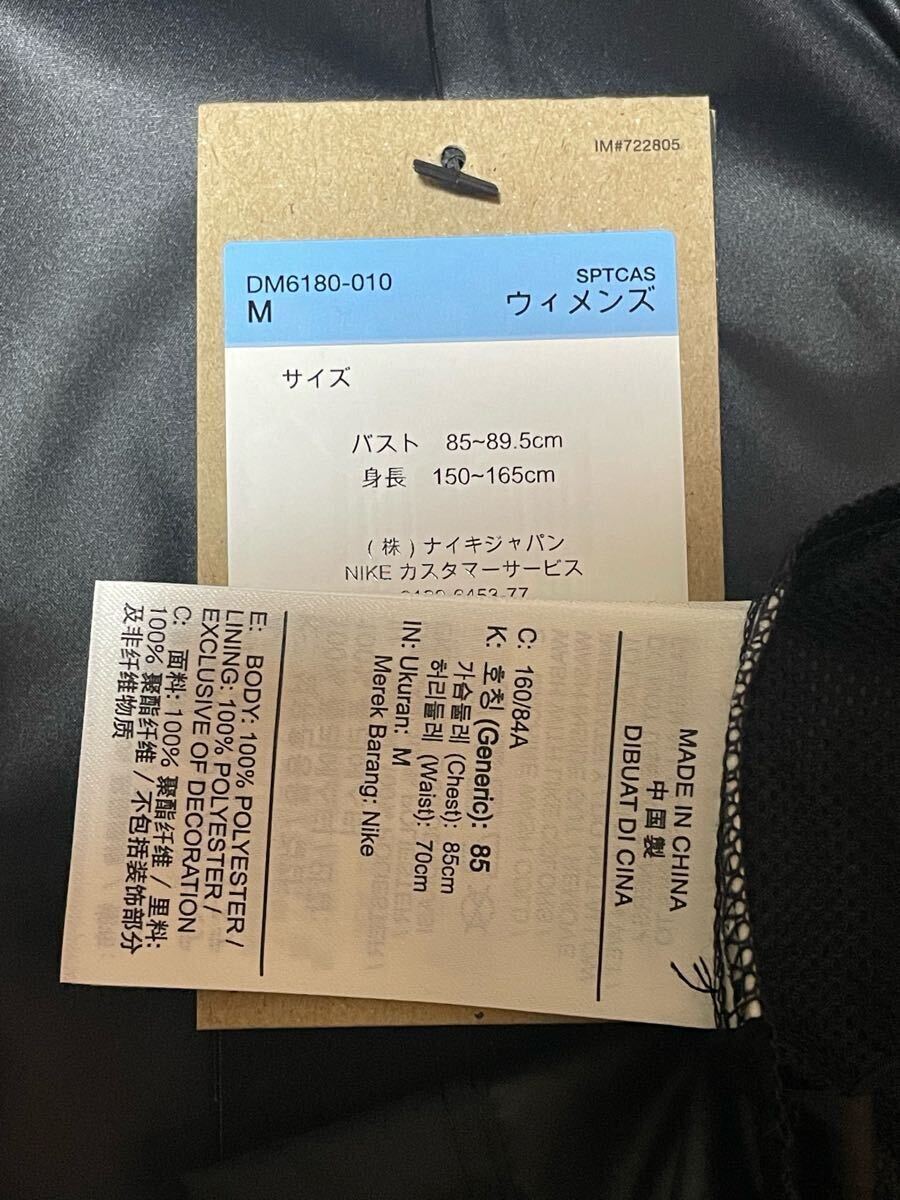 IM#722805
DM6180-010
SPTCAS
M
ウィメンズ
サイズ
バスト 85~89.5cm
身長 150~165cm
(株)ナイキジャパン
NIKE カスタマーサービス
MADE IN CHINA
中国製
DIBUAT DI CINA
C: 160/84A
K: 호칭 (Generic): 85
가슴둘레 (Chest): 85cm
허리둘레 (Waist): 70cm
IN: Ukuran: M
Merek Barang: Nike
E: BODY: 100% POLYESTER /
LINING: 100% POLYESTER /
EXCLUSIVE OF DECORATION
C: 面料: 100% 聚酯纤维 / 里料:
100% 聚酯纤维 / 不包括装饰部分
及非纤维物质